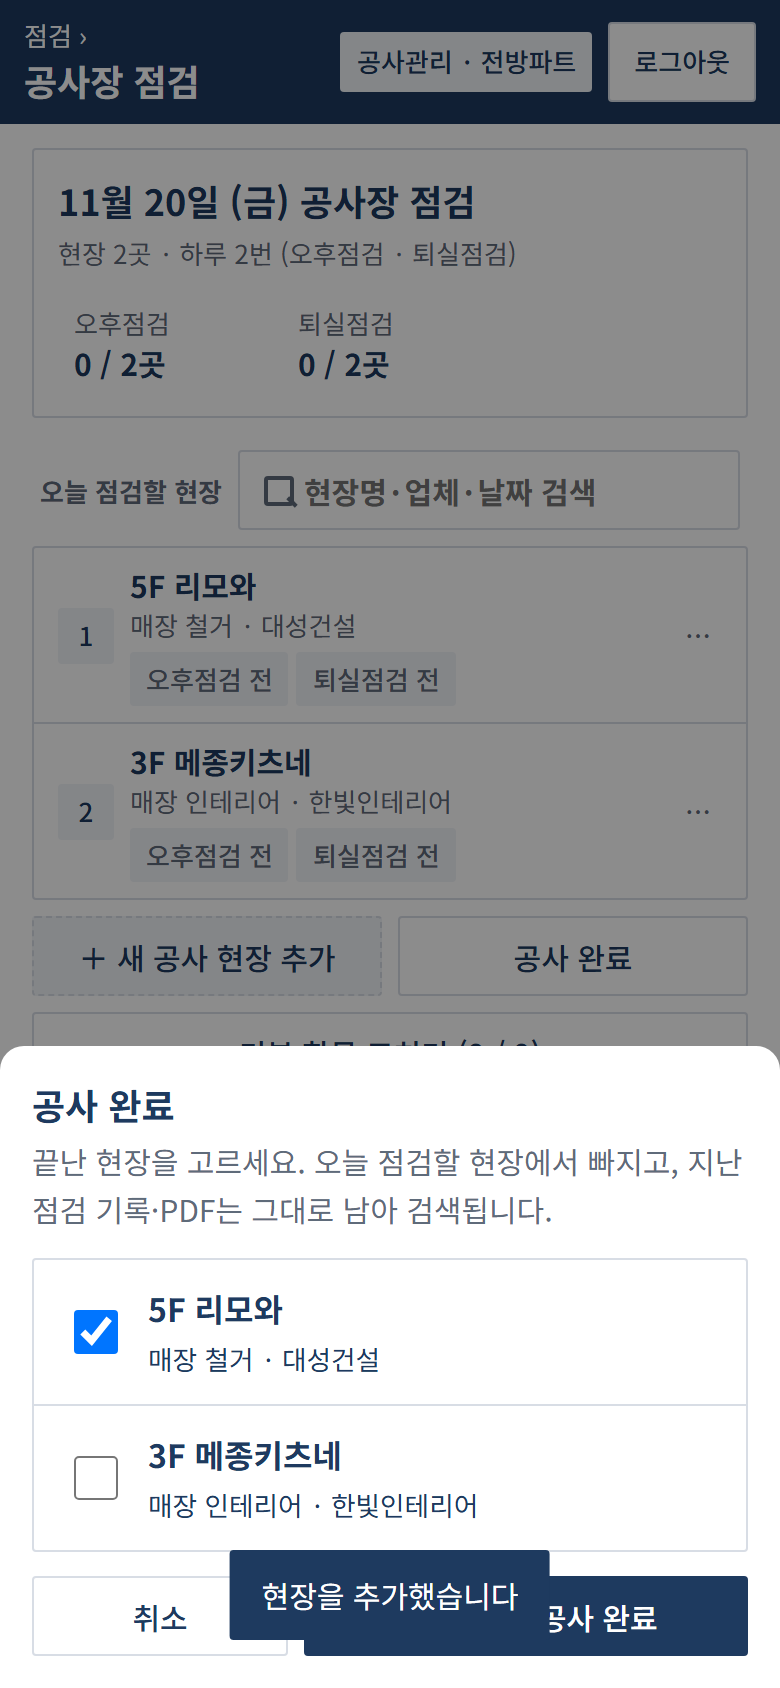 점검 ›
공사장 점검
공사관리 · 전방파트
로그아웃
11월 20일 (금) 공사장 점검
현장 2곳 · 하루 2번 (오후점검 · 퇴실점검)
오후점검
퇴실점검
0 / 2곳
0 / 2곳
오늘 점검할 현장
현장명·업체·날짜 검색
5F 리모와
1
매장 철거 · 대성건설
...
오후점검 전
퇴실점검 전
3F 메종키츠네
2
매장 인테리어 · 한빛인테리어
...
오후점검 전
퇴실점검 전
+ 새 공사 현장 추가
공사 완료
공사 완료
끝난 현장을 고르세요. 오늘 점검할 현장에서 빠지고, 지난
점검 기록·PDF는 그대로 남아 검색됩니다.
5F 리모와
매장 철거 · 대성건설
3F 메종키츠네
매장 인테리어 · 한빛인테리어
현장을 추가했습니다
취소
공사 완료